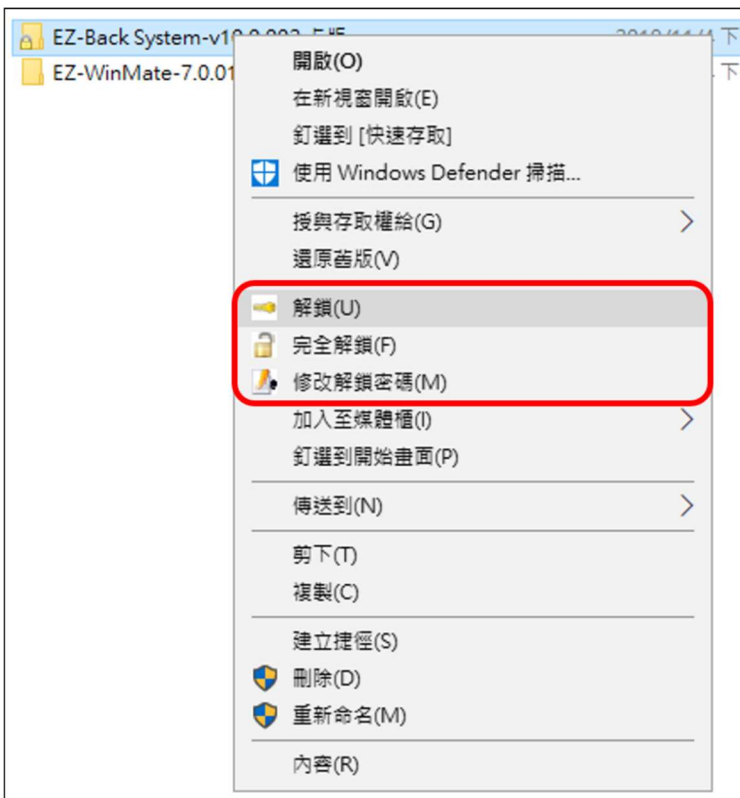 EZ-Back System-v10.0.003 下
EZ-WinMate-7.0.01 下
開啟(O)
在新視窗開啟(E)
釘選到 [快速存取]
使用 Windows Defender 掃描...
授與存取權給(G)
還原舊版(V)
解鎖(U)
完全解鎖(F)
修改解鎖密碼(M)
加入至媒體櫃(I)
釘選到開始畫面(P)
傳送到(N)
剪下(T)
複製(C)
建立捷徑(S)
刪除(D)
重新命名(M)
內容(R)